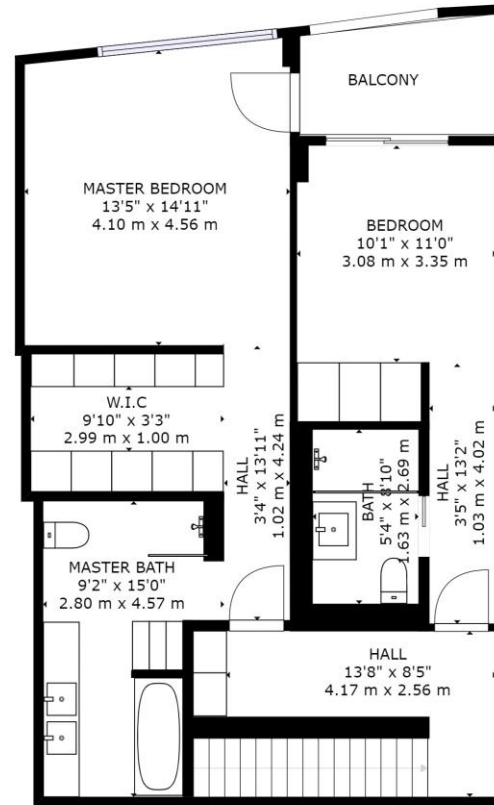 BALCONY
MASTER BEDROOM
13'5" x 14'11"
4.10 m x 4.56 m
BEDROOM
10'1" x 11'0"
3.08 m x 3.35 m
W.I.C
9'10" x 3'3"
2.99 m x 1.00 m
HALL
3'4" x 13'11"
1.02 m x 4.24 m
BATH
5'4" x 8'10"
1.63 m x 2.69 m
HALL
3'5" x 13'2"
1.03 m x 4.02 m
MASTER BATH
9'2" x 15'0"
2.80 m x 4.57 m
HALL
13'8" x 8'5"
4.17 m x 2.56 m